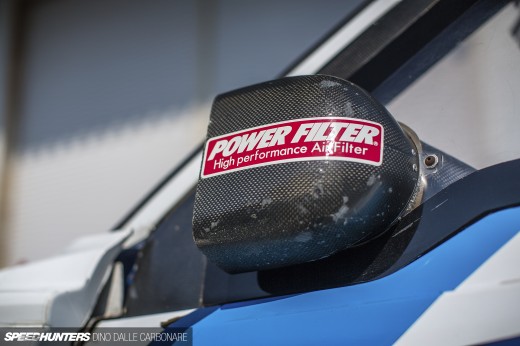 POWER FILTER®
High performance Air Filter
SPEEDHUNTERS DINO DALLE CARBONARE